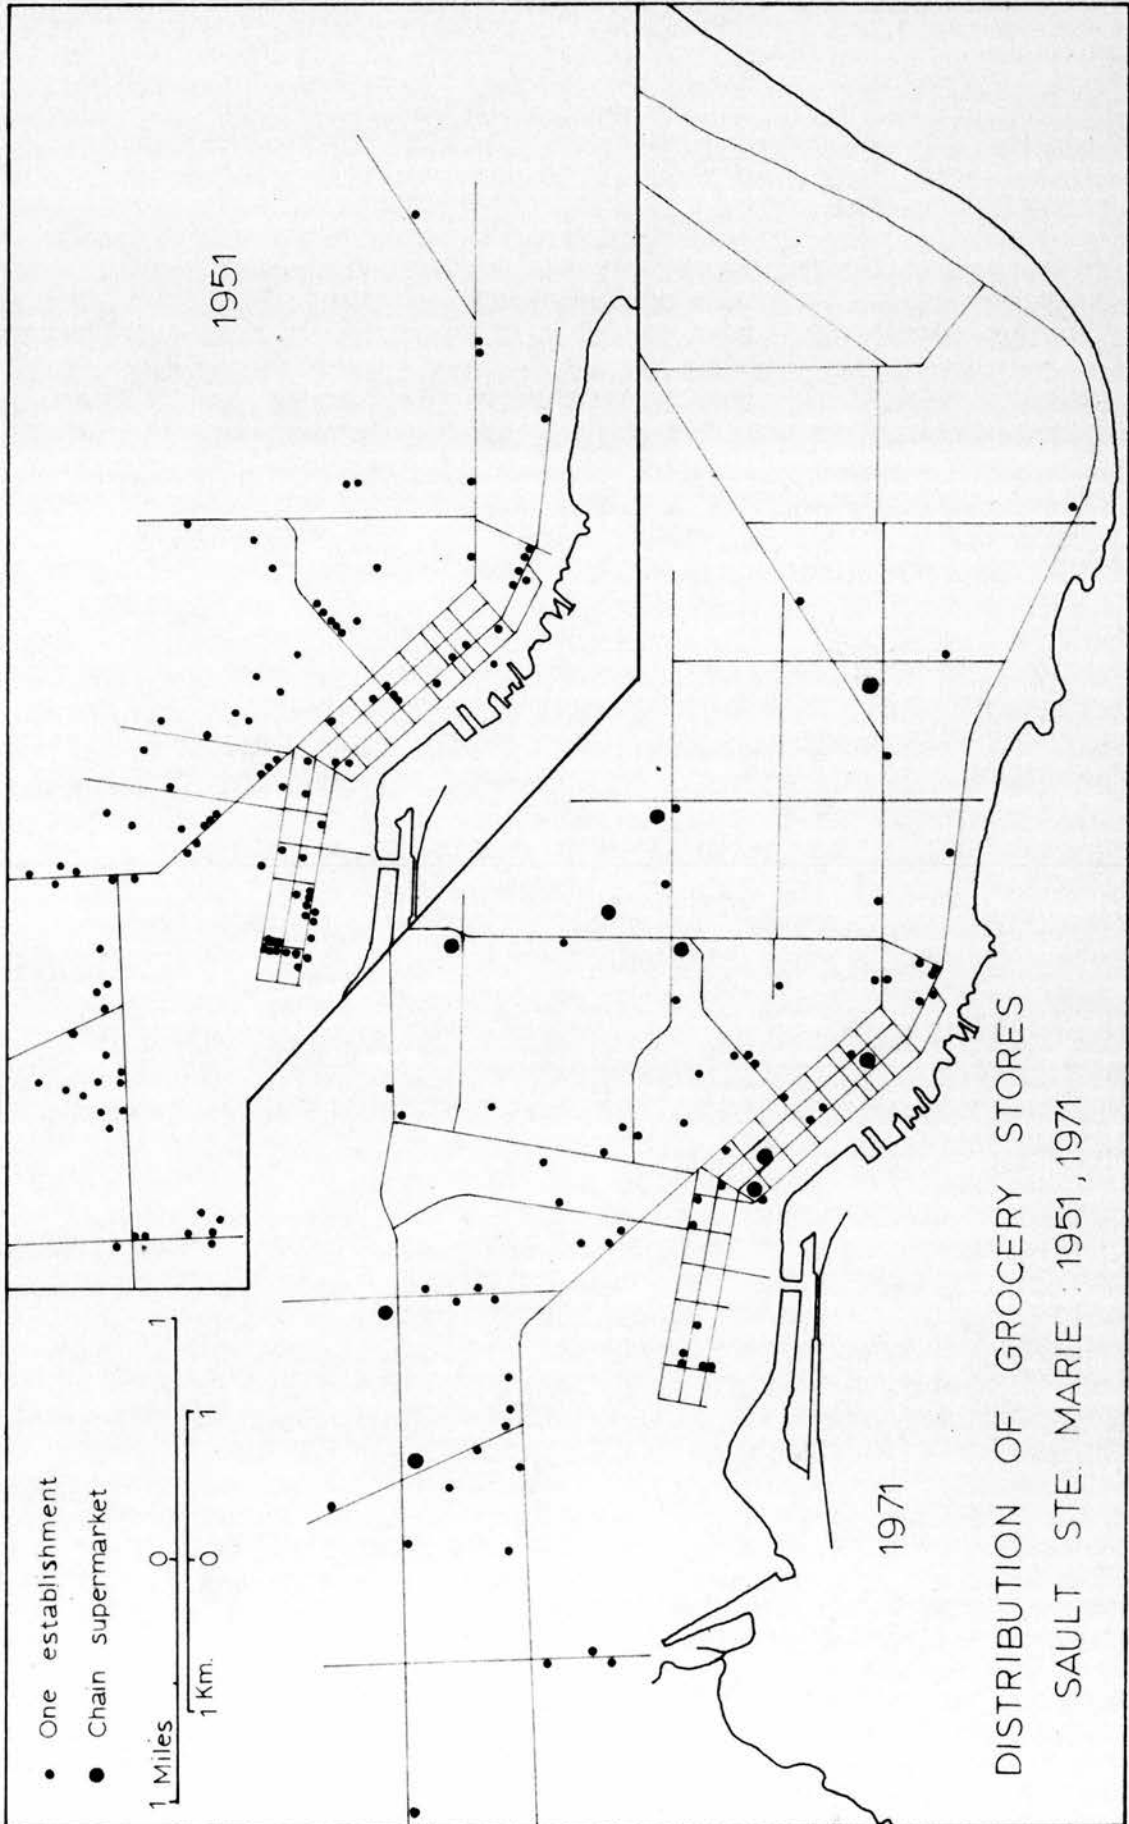 • One establishment
● Chain supermarket
1 Miles 0 1
1 Km. 0 1
1951
1971
DISTRIBUTION OF GROCERY STORES
SAULT STE. MARIE : 1951, 1971